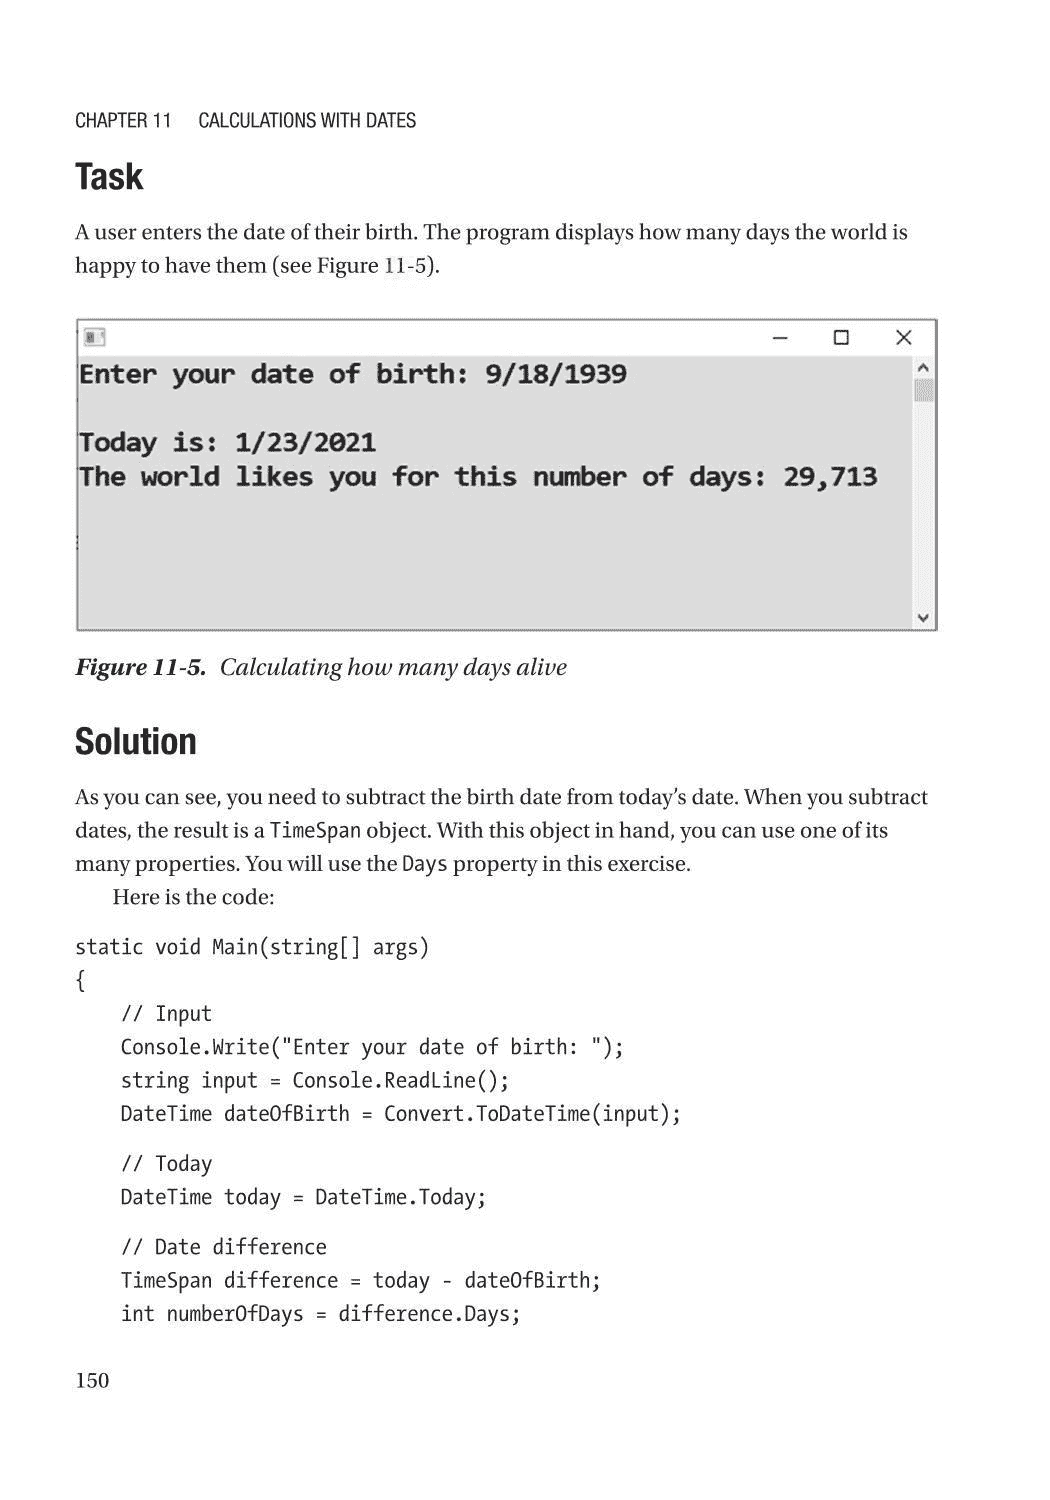 CHAPTER 11 CALCULATIONS WITH DATES
Task
A user enters the date of their birth. The program displays how many days the world is
happy to have them (see Figure 11-5).
Enter your date of birth: 9/18/1939
Today is: 1/23/2021
The world likes you for this number of days: 29,713
Figure 11-5. Calculating how many days alive
Solution
As you can see, you need to subtract the birth date from today's date. When you subtract
dates, the result is a TimeSpan object. With this object in hand, you can use one of its
many properties. You will use the Days property in this exercise.
Here is the code:
static void Main(string[] args)
{
// Input
Console.Write("Enter your date of birth: ");
string input = Console.ReadLine();
DateTime dateOfBirth = Convert.ToDateTime(input);
// Today
DateTime today = DateTime.Today;
// Date difference
TimeSpan difference = today - dateOfBirth;
int numberOfDays = difference.Days;
150